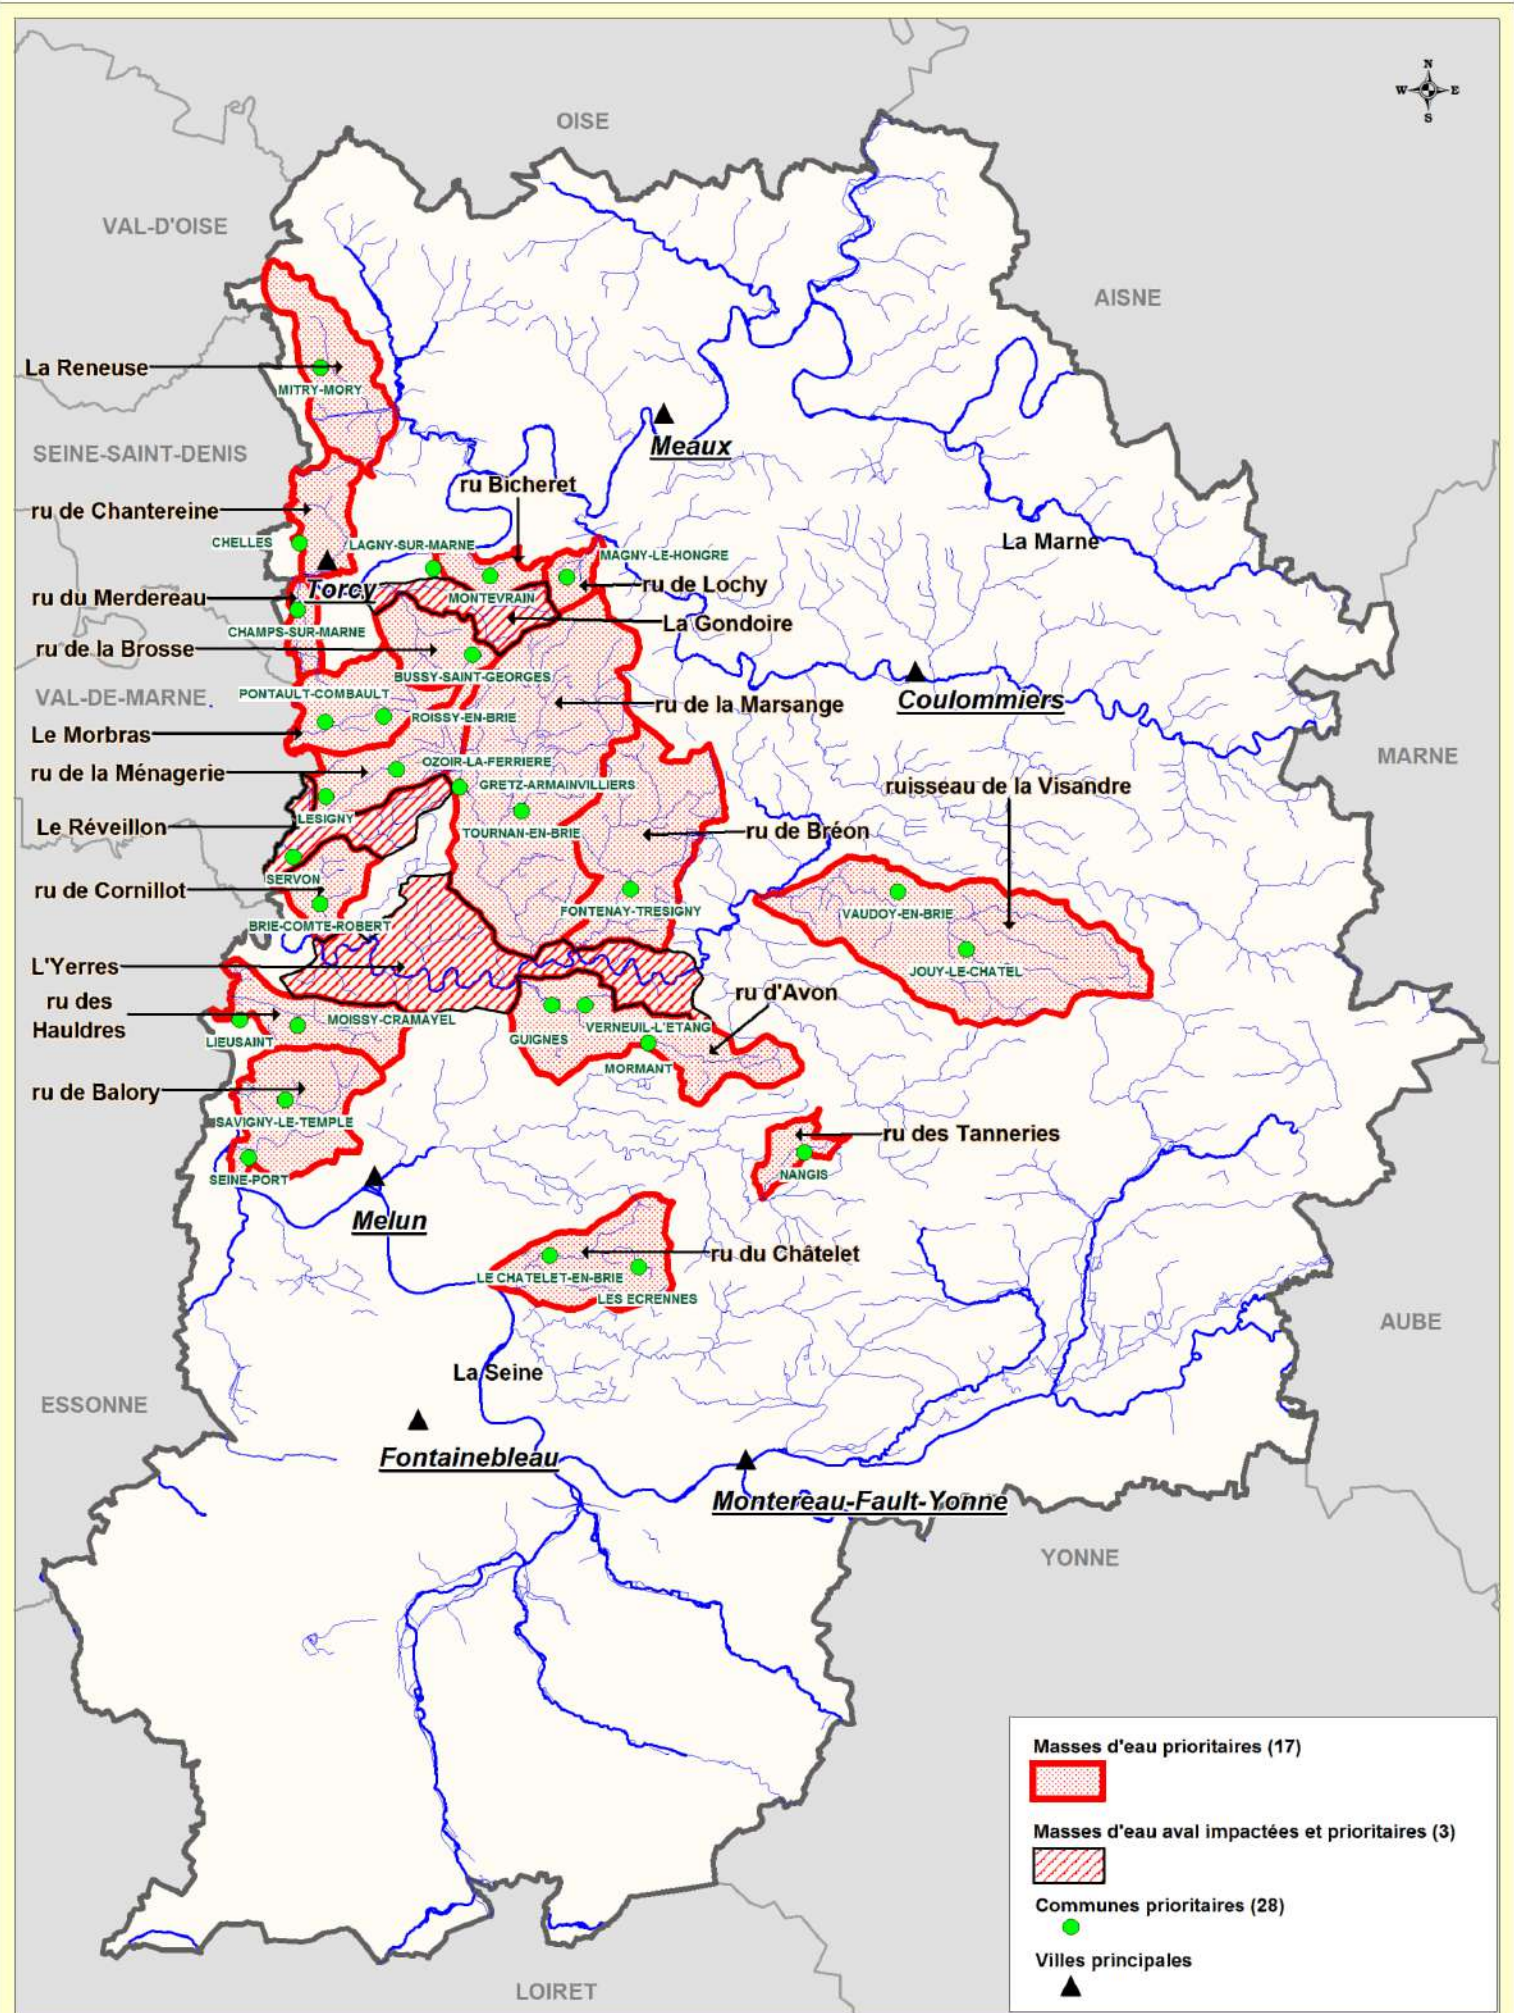 N
W
E
S
OISE
VAL-D'OISE
AISNE
La Reneuse
MITRY-MORY
Meaux
SEINE-SAINT-DENIS
ru Bicheret
ru de Chantereine
CHELLES
LAGNY-SUR-MARNE
MAGNY-LE-HONGRE
La Marne
Torcy
MONTEVRAIN
ru de Lochy
ru du Merdereau
CHAMPS-SUR-MARNE
La Gondoire
ru de la Brosse
BUSSY-SAINT-GEORGES
VAL-DE-MARNE
PONTAULT-COMBAULT
ROISSY-EN-BRIE
ru de la Marsange
Coulommiers
Le Morbras
MARNE
ru de la Ménagerie
OZOIR-LA-FERRIERE
GRETZ-ARMAINVILLIERS
ruisseau de la Visandre
LESIGNY
Le Réveillon
TOURNAN-EN-BRIE
ru de Bréon
SERVON
ru de Cornillot
BRIE-COMTE-ROBERT
FONTENAY-TRESIGNY
VAUDOY-EN-BRIE
JOUY-LE-CHATEL
L'Yerres
ru des
Hauldres
MOISSY-CRAMAYEL
ru d'Avon
LIEUSAINT
GUIGNES
VERNEUIL-L'ETANG
MORMANT
ru de Balory
SAVIGNY-LE-TEMPLE
ru des Tanneries
NANGIS
SEINE-PORT
Melun
ru du Châtelet
LE CHATELET-EN-BRIE
LES ECRENNES
AUBE
La Seine
ESSONNE
Fontainebleau
Montereau-Fault-Yonne
YONNE
LOIRET
Masses d'eau prioritaires (17)
Masses d'eau aval impactées et prioritaires (3)
Communes prioritaires (28)
Villes principales